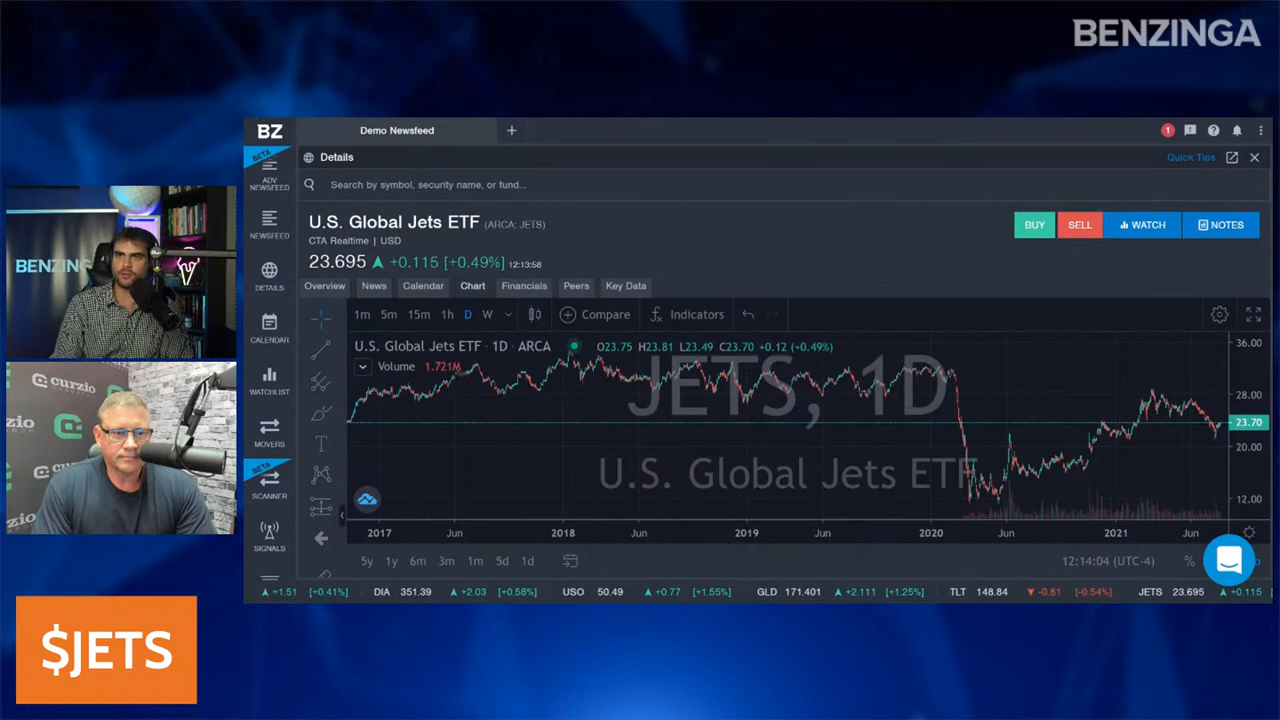 BENZINGA
BZ
Demo Newsfeed
+
1
BETA
Details
Quick Tips
ADV
NEWSFEED
Search by symbol, security name, or fund...
NEWSFEED
U.S. Global Jets ETF (ARCA: JETS)
BUY
SELL
WATCH
NOTES
CTA Realtime | USD
23.695 ▲ +0.115 [+0.49%] 12:13:58
DETAILS
Overview
News
Calendar
Chart
Financials
Peers
Key Data
CALENDAR
1m 5m 15m 1h D W
Compare
Indicators
U.S. Global Jets ETF · 1D · ARCA
O23.75 H23.81 L23.49 C23.70 +0.12 (+0.49%)
Volume 1.721M
JETS, 1D
U.S. Global Jets ETF
36.00
28.00
23.70
20.00
12.00
WATCHLIST
MOVERS
BETA
SCANNER
SIGNALS
2017 Jun 2018 Jun 2019 Jun 2020 Jun 2021 Jun
5y 1y 6m 3m 1m 5d 1d
12:14:04 (UTC-4)
%
▲ +1.51 [+0.41%] DIA 351.39 ▲ +2.03 [+0.58%] USO 50.49 ▲ +0.77 [+1.55%] GLD 171.401 ▲ +2.111 [+1.25%] TLT 148.84 ▼ -0.81 [-0.54%] JETS 23.695 ▲ +0.115 [
BENZING
curzio
$JETS